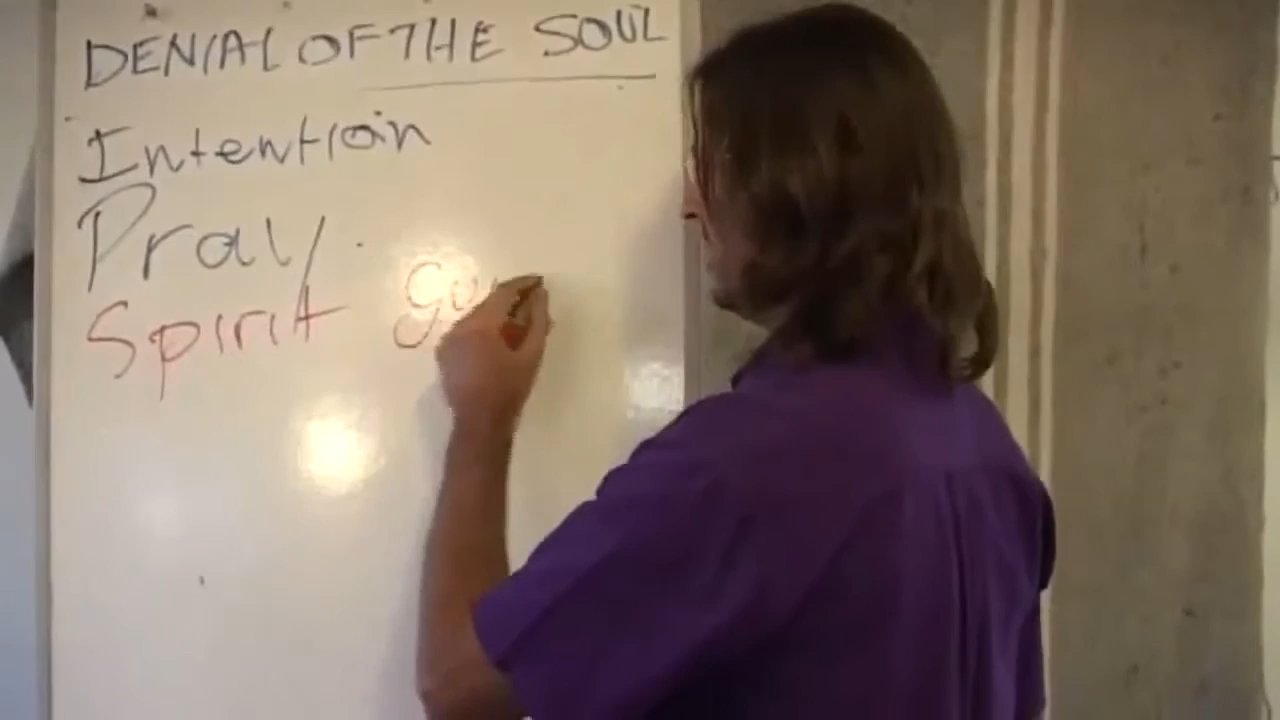 DENIAL OF THE SOUL
Intention
Pray.
Spirit